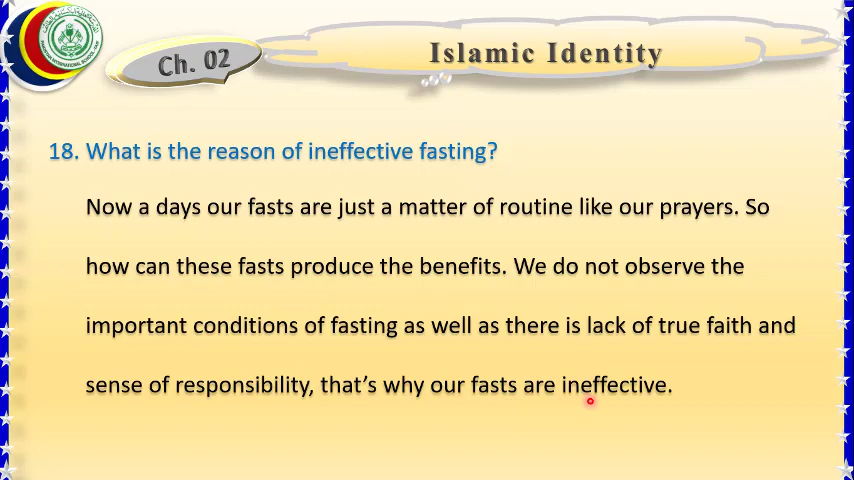 Ch. 02
Islamic Identity
18. What is the reason of ineffective fasting?
Now a days our fasts are just a matter of routine like our prayers. So
how can these fasts produce the benefits. We do not observe the
important conditions of fasting as well as there is lack of true faith and
sense of responsibility, that’s why our fasts are ineffective.